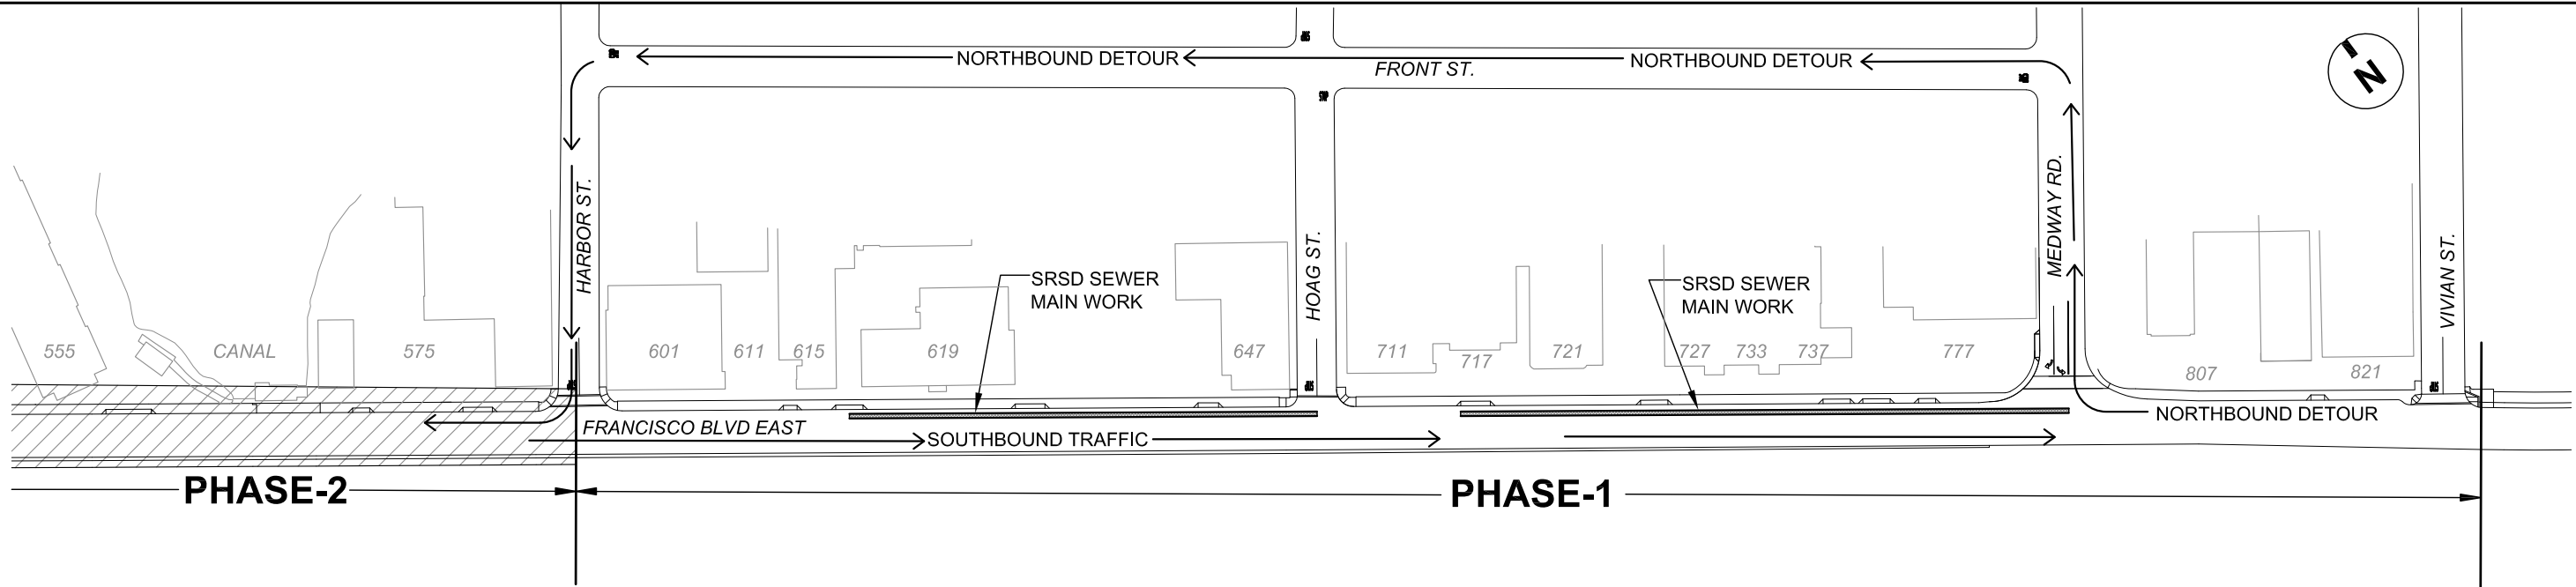 NORTHBOUND DETOUR
FRONT ST.
NORTHBOUND DETOUR
N
HARBOR ST.
HOAG ST.
MEDWAY RD.
VIVIAN ST.
SRSD SEWER
MAIN WORK
SRSD SEWER
MAIN WORK
555
CANAL
575
601
611
615
619
647
711
717
721
727
733
737
777
807
821
FRANCISCO BLVD EAST
SOUTHBOUND TRAFFIC
NORTHBOUND DETOUR
PHASE-2
PHASE-1